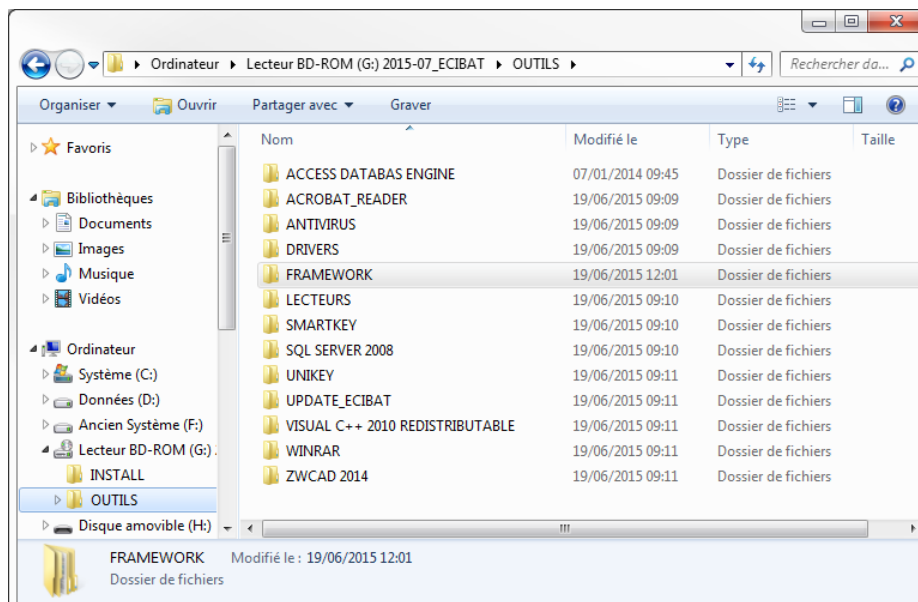 Ordinateur Lecteur BD-ROM (G:) 2015-07_ECIBAT OUTILS Rechercher da...
Organiser Ouvrir Partager avec Graver
Favoris
Bibliothèques
Documents
Images
Musique
Vidéos
Ordinateur
Système (C:)
Données (D:)
Ancien Système (F:)
Lecteur BD-ROM (G:)
INSTALL
OUTILS
Disque amovible (H:)
Nom Modifié le Type Taille
ACCESS DATABAS ENGINE 07/01/2014 09:45 Dossier de fichiers
ACROBAT_READER 19/06/2015 09:09 Dossier de fichiers
ANTIVIRUS 19/06/2015 09:09 Dossier de fichiers
DRIVERS 19/06/2015 09:09 Dossier de fichiers
FRAMEWORK 19/06/2015 12:01 Dossier de fichiers
LECTEURS 19/06/2015 09:10 Dossier de fichiers
SMARTKEY 19/06/2015 09:10 Dossier de fichiers
SQL SERVER 2008 19/06/2015 09:10 Dossier de fichiers
UNIKEY 19/06/2015 09:11 Dossier de fichiers
UPDATE_ECIBAT 19/06/2015 09:11 Dossier de fichiers
VISUAL C++ 2010 REDISTRIBUTABLE 19/06/2015 09:11 Dossier de fichiers
WINRAR 19/06/2015 09:11 Dossier de fichiers
ZWCAD 2014 19/06/2015 09:11 Dossier de fichiers
FRAMEWORK Modifié le : 19/06/2015 12:01
Dossier de fichiers